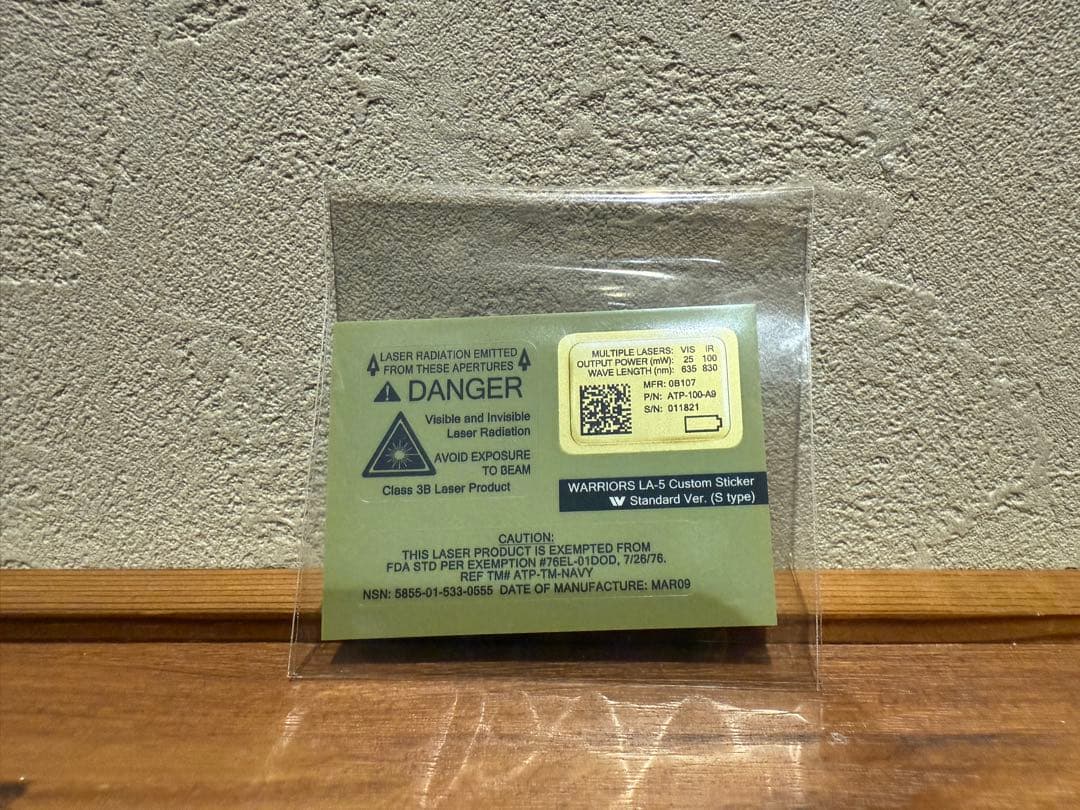 LASER RADIATION EMITTED
FROM THESE APERTURES
DANGER
Visible and Invisible
Laser Radiation
AVOID EXPOSURE
TO BEAM
Class 3B Laser Product
MULTIPLE LASERS: VIS IR
OUTPUT POWER (mW): 25 100
WAVE LENGTH (nm): 635 830
MFR: 0B107
P/N: ATP-100-A9
S/N: 011821
WARRIORS LA-5 Custom Sticker
W Standard Ver. (S type)
CAUTION:
THIS LASER PRODUCT IS EXEMPTED FROM
FDA STD PER EXEMPTION #76EL-01DOD, 7/26/76.
REF TM# ATP-TM-NAVY
NSN: 5855-01-533-0555 DATE OF MANUFACTURE: MAR09